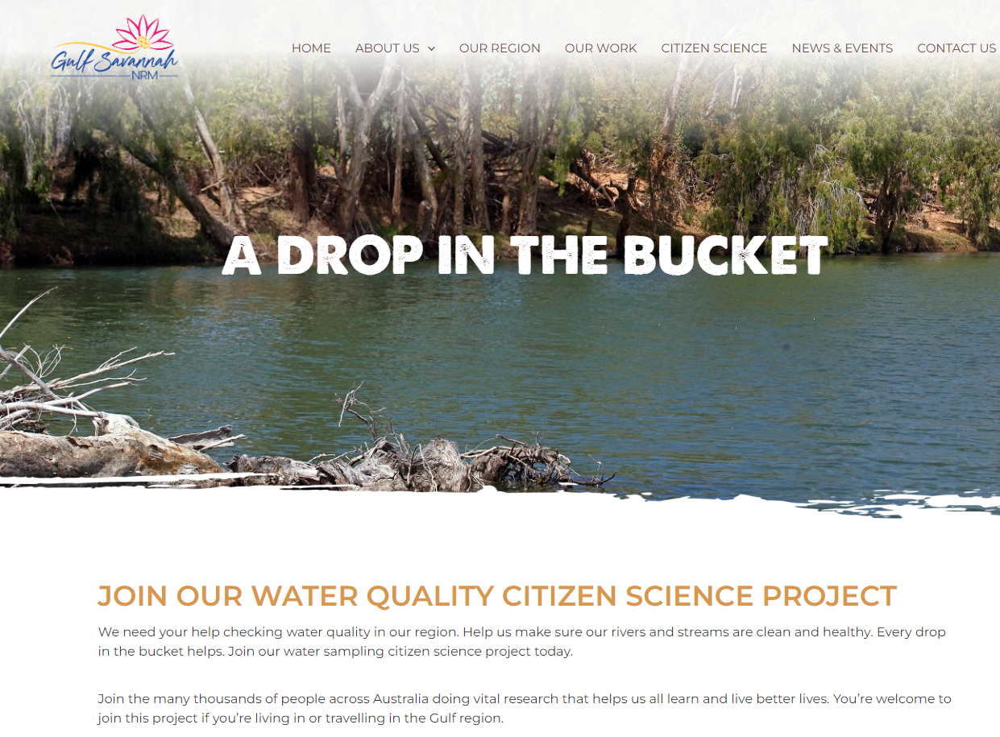 Gulf Savannah
NRM
HOME ABOUT US OUR REGION OUR WORK CITIZEN SCIENCE NEWS & EVENTS CONTACT US
A DROP IN THE BUCKET
JOIN OUR WATER QUALITY CITIZEN SCIENCE PROJECT
We need your help checking water quality in our region. Help us make sure our rivers and streams are clean and healthy. Every drop
in the bucket helps. Join our water sampling citizen science project today.
Join the many thousands of people across Australia doing vital research that helps us all learn and live better lives. You’re welcome to
join this project if you’re living in or travelling in the Gulf region.